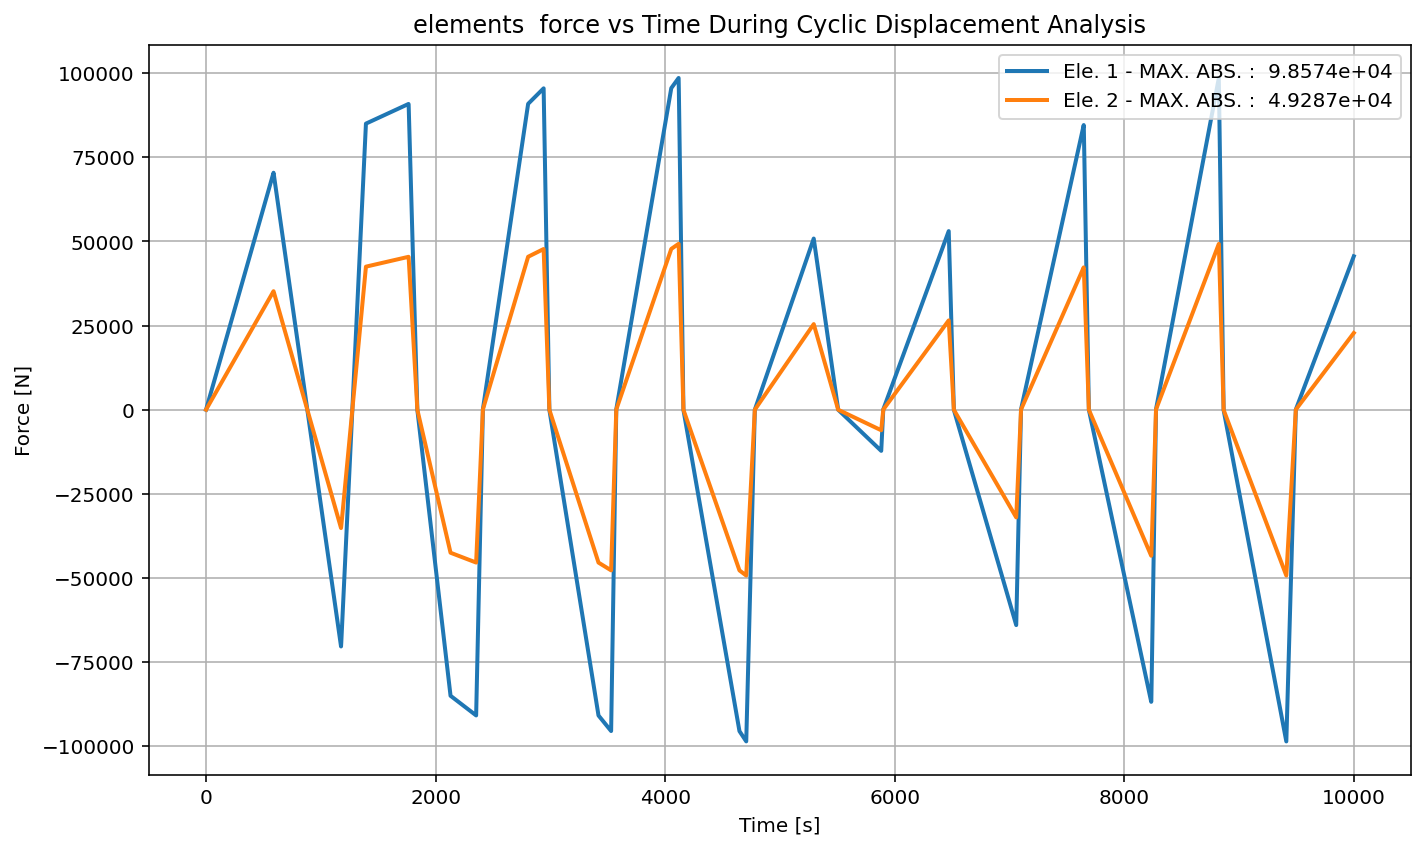 elements  force vs Time During Cyclic Displacement Analysis
Ele. 1 - MAX. ABS. :  9.8574e+04
Ele. 2 - MAX. ABS. :  4.9287e+04
100000
75000
50000
25000
0
−25000
−50000
−75000
−100000
Force [N]
0 2000 4000 6000 8000 10000
Time [s]